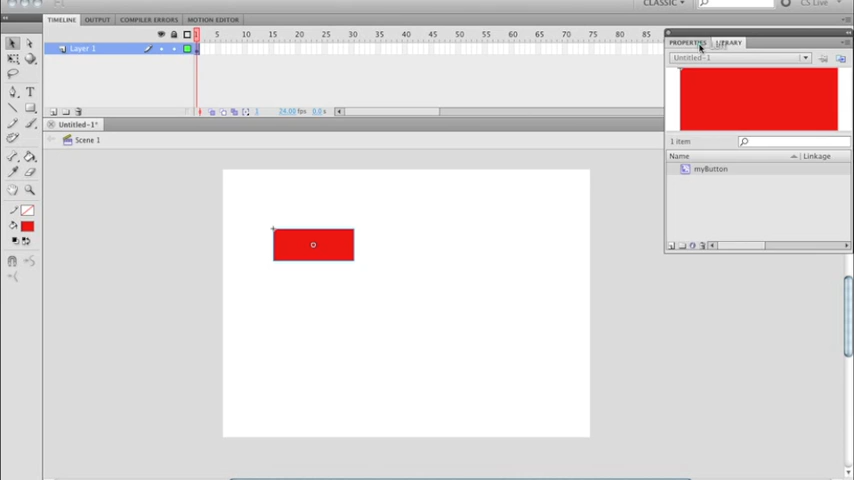 CLASSIC
CS Live
TIMELINE OUTPUT COMPILER ERRORS MOTION EDITOR
1 5 10 15 20 25 30 35 40 45 50 55 60 65 70 75 80 85
Layer 1
PROPERTIES LIBRARY
Untitled-1
1 24.00 fps 0.0 s
Untitled-1*
Scene 1
1 item
Name Linkage
myButton